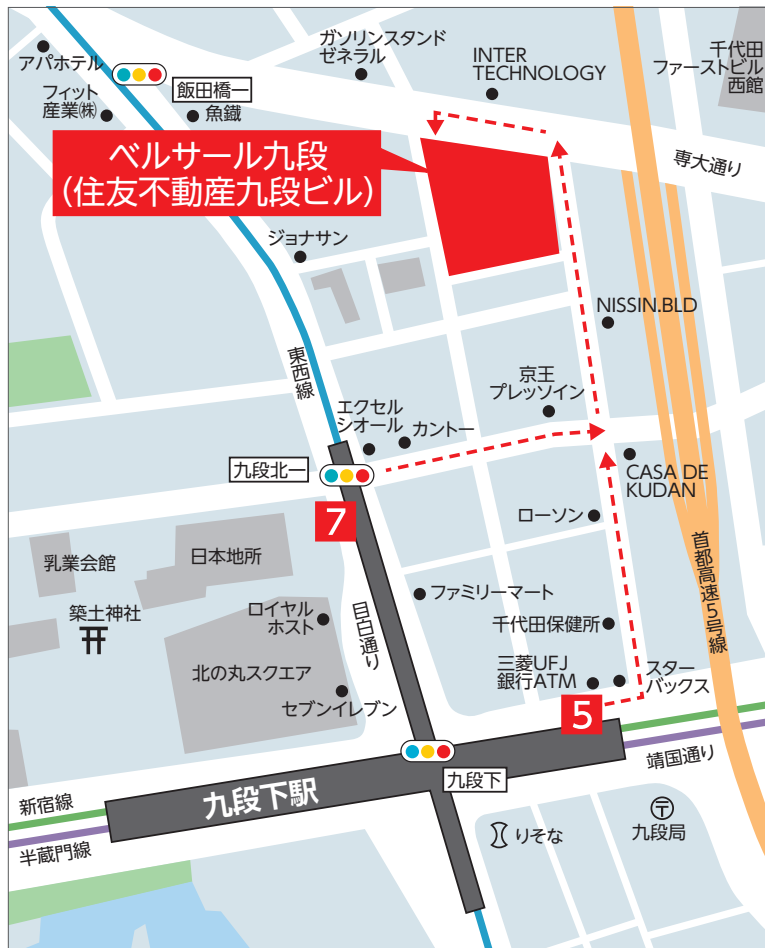 アパホテル
フィット
産業㈱
飯田橋一
魚鐵
ガソリンスタンド
ゼネラル
INTER
TECHNOLOGY
千代田
ファーストビル
西館
専大通り
ベルサール九段
(住友不動産九段ビル)
ジョナサン
NISSIN.BLD
東西線
京王
プレッソイン
エクセル
シオール
カントー
九段北一
CASA DE
KUDAN
7
ローソン
首都高速5号線
乳業会館
日本地所
ファミリーマート
築土神社
ロイヤル
ホスト
目白通り
千代田保健所
北の丸スクエア
三菱UFJ
銀行ATM
スター
バックス
セブンイレブン
5
靖国通り
九段下
九段下駅
新宿線
半蔵門線
りそな
〒
九段局